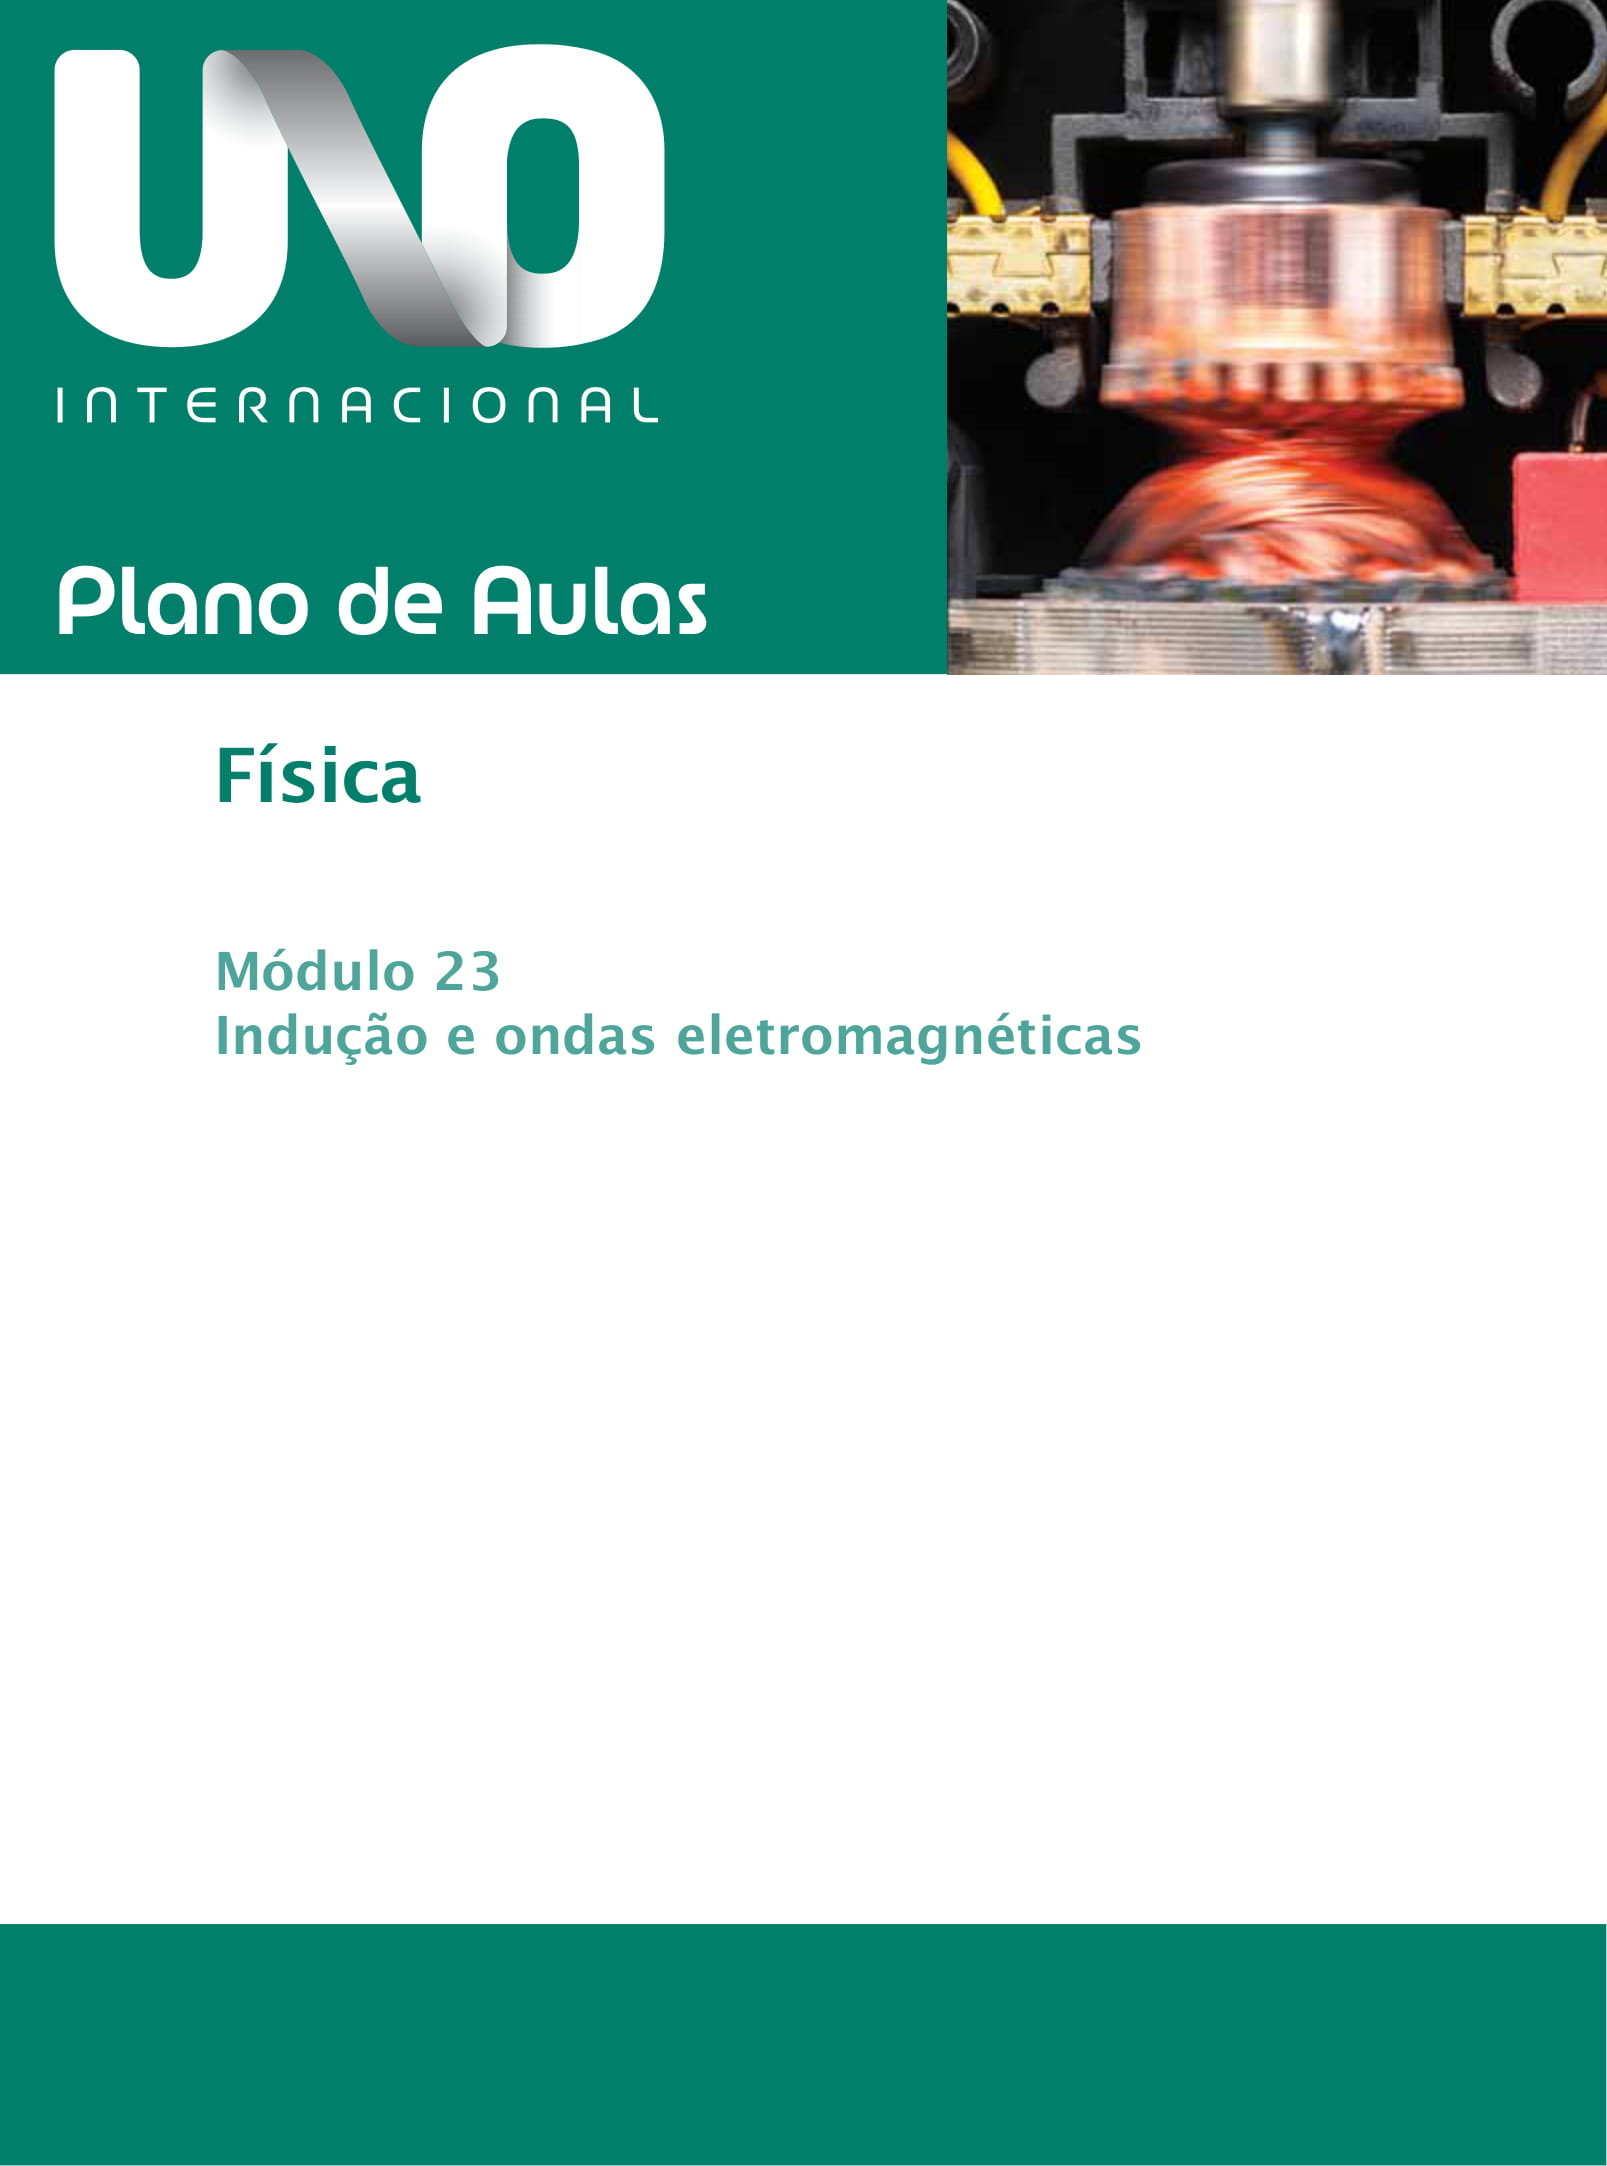 UNO
INTERNACIONAL
Plano de Aulas
Física
Módulo 23
Indução e ondas eletromagnéticas